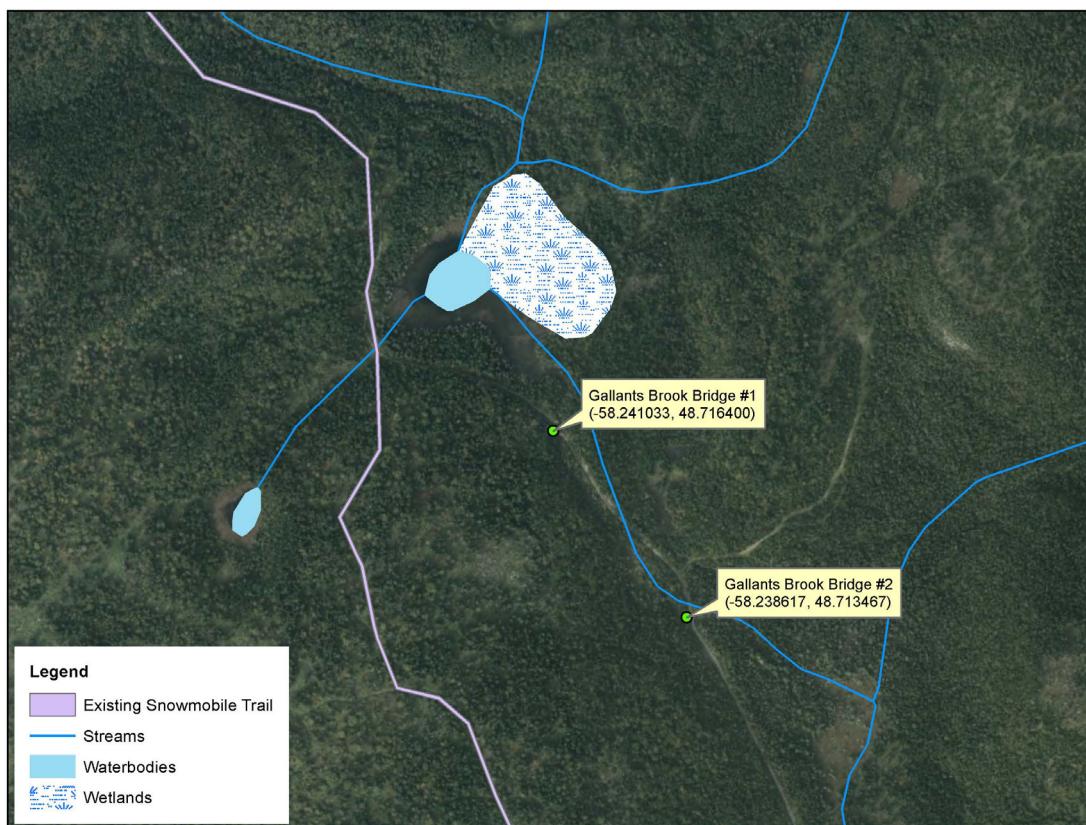 Gallants Brook Bridge #1
(-58.241033, 48.716400)
Gallants Brook Bridge #2
(-58.238617, 48.713467)
Legend
Existing Snowmobile Trail
Streams
Waterbodies
Wetlands